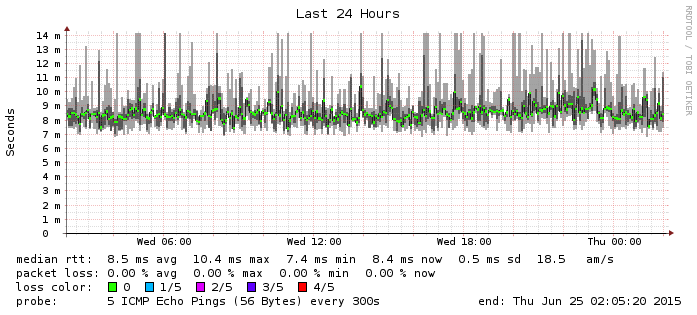 Last 24 Hours
RRDTOOL / TOBI OETIKER
Seconds
14 m
13 m
12 m
11 m
10 m
9 m
8 m
7 m
6 m
5 m
4 m
3 m
2 m
1 m
0
Wed 06:00 Wed 12:00 Wed 18:00 Thu 00:00
median rtt: 8.5 ms avg 10.4 ms max 7.4 ms min 8.4 ms now 0.5 ms sd 18.5 am/s
packet loss: 0.00 % avg 0.00 % max 0.00 % min 0.00 % now
loss color: 0 1/5 2/5 3/5 4/5
probe: 5 ICMP Echo Pings (56 Bytes) every 300s end: Thu Jun 25 02:05:20 2015